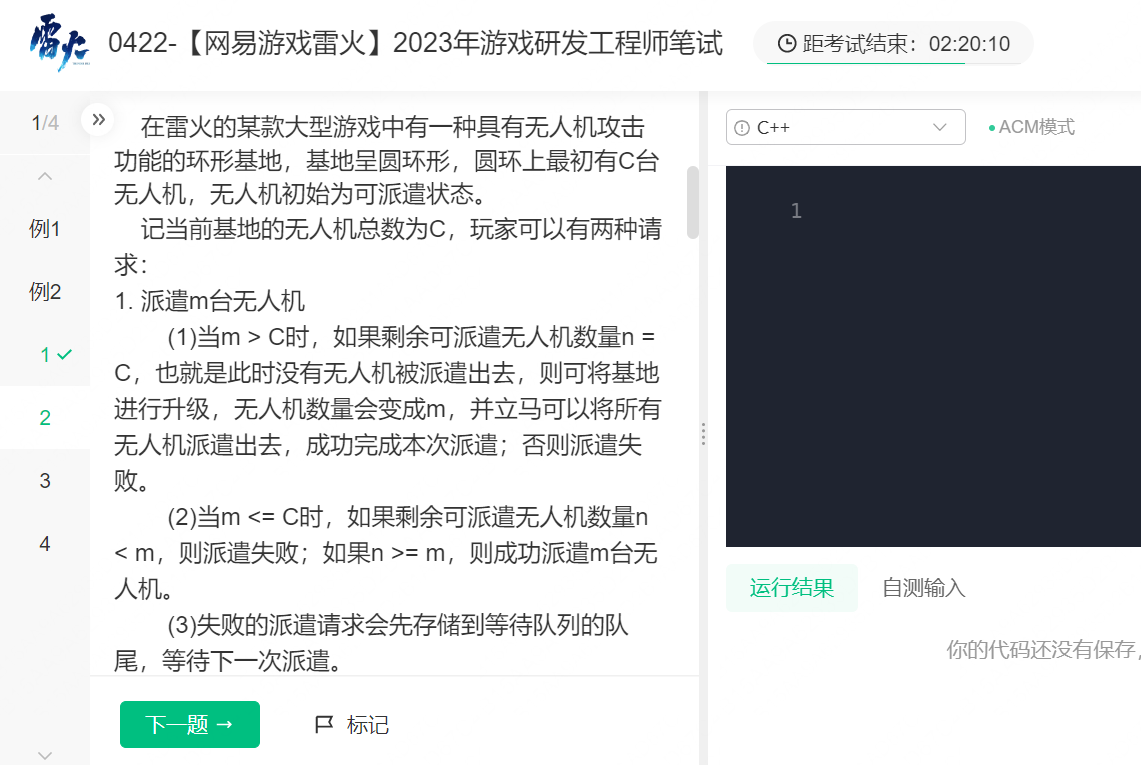 雷火
0422-【网易游戏雷火】2023年游戏研发工程师笔试
距考试结束：02:20:10
1/4
例1
例2
1
2
3
4
在雷火的某款大型游戏中有一种具有无人机攻击
功能的环形基地，基地呈圆环形，圆环上最初有C台
无人机，无人机初始为可派遣状态。
记当前基地的无人机总数为C，玩家可以有两种请
求：
1. 派遣m台无人机
(1)当m > C时，如果剩余可派遣无人机数量n =
C，也就是此时没有无人机被派遣出去，则可将基地
进行升级，无人机数量会变成m，并立马可以将所有
无人机派遣出去，成功完成本次派遣；否则派遣失
败。
(2)当m <= C时，如果剩余可派遣无人机数量n
< m，则派遣失败；如果n >= m，则成功派遣m台无
人机。
(3)失败的派遣请求会先存储到等待队列的队
尾，等待下一次派遣。
下一题 →
标记
C++
ACM模式
1
运行结果
自测输入
你的代码还没有保存,